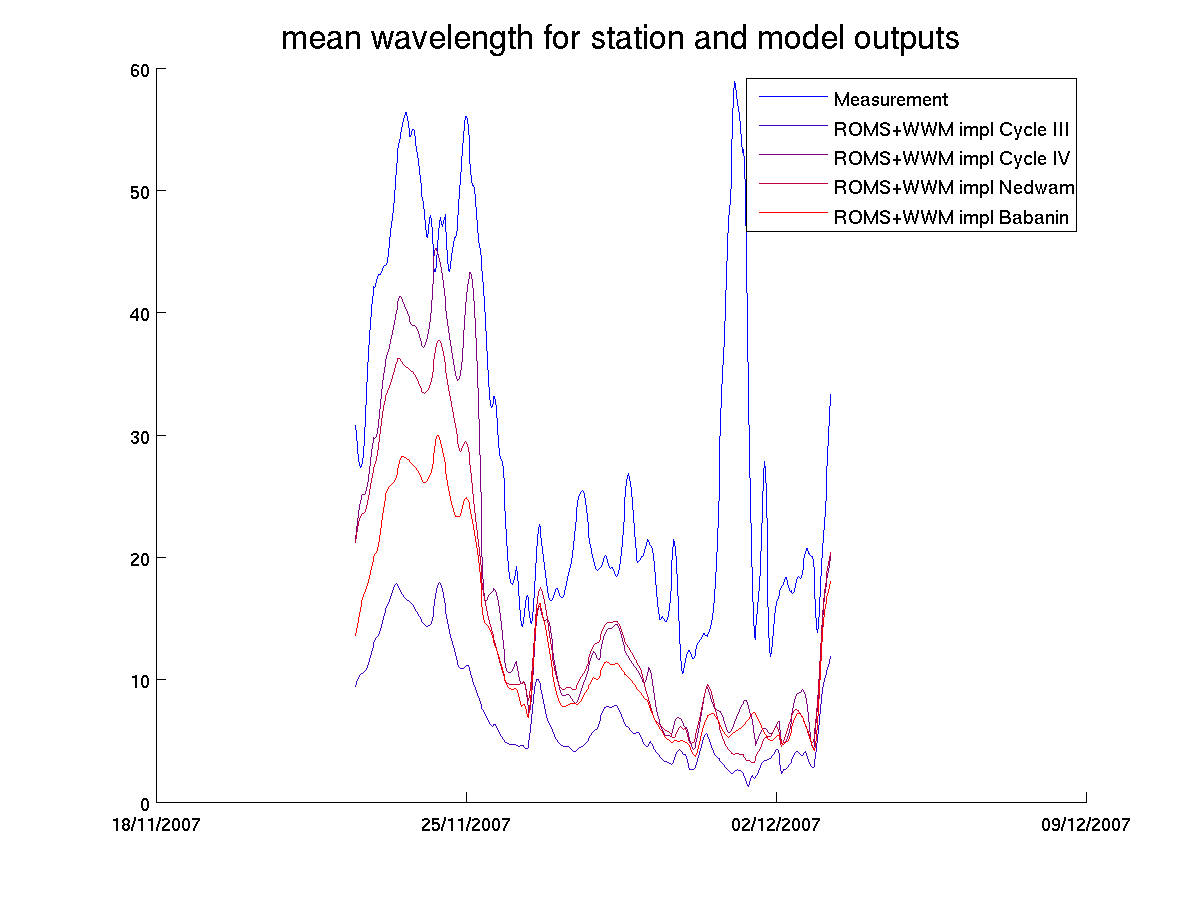 mean wavelength for station and model outputs
60
50
40
30
20
10
0
18/11/2007
25/11/2007
02/12/2007
09/12/2007
Measurement
ROMS+WWM impl Cycle III
ROMS+WWM impl Cycle IV
ROMS+WWM impl Nedwam
ROMS+WWM impl Babanin